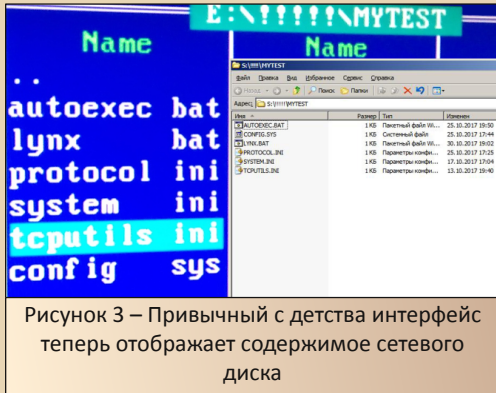 E:\!!!!!\MYTEST
Name
Name
..
autoexec bat
lynx bat
protocol ini
system ini
tcputils ini
config sys
S:\!!!!!\MYTEST
Файл Правка Вид Избранное Сервис Справка
Назад Поиск Папки
Адрес: S:\!!!!!\MYTEST
Имя Размер Тип Изменен
AUTOEXEC.BAT 1 КБ Пакетный файл Wi... 25.10.2017 19:50
CONFIG.SYS 1 КБ Системный файл 25.10.2017 17:44
LYNX.BAT 1 КБ Пакетный файл Wi... 30.10.2017 19:02
PROTOCOL.INI 1 КБ Параметры конфи... 25.10.2017 17:25
SYSTEM.INI 1 КБ Параметры конфи... 17.10.2017 17:04
TCPUTILS.INI 1 КБ Параметры конфи... 13.10.2017 19:40
Рисунок 3 – Привычный с детства интерфейс
теперь отображает содержимое сетевого
диска